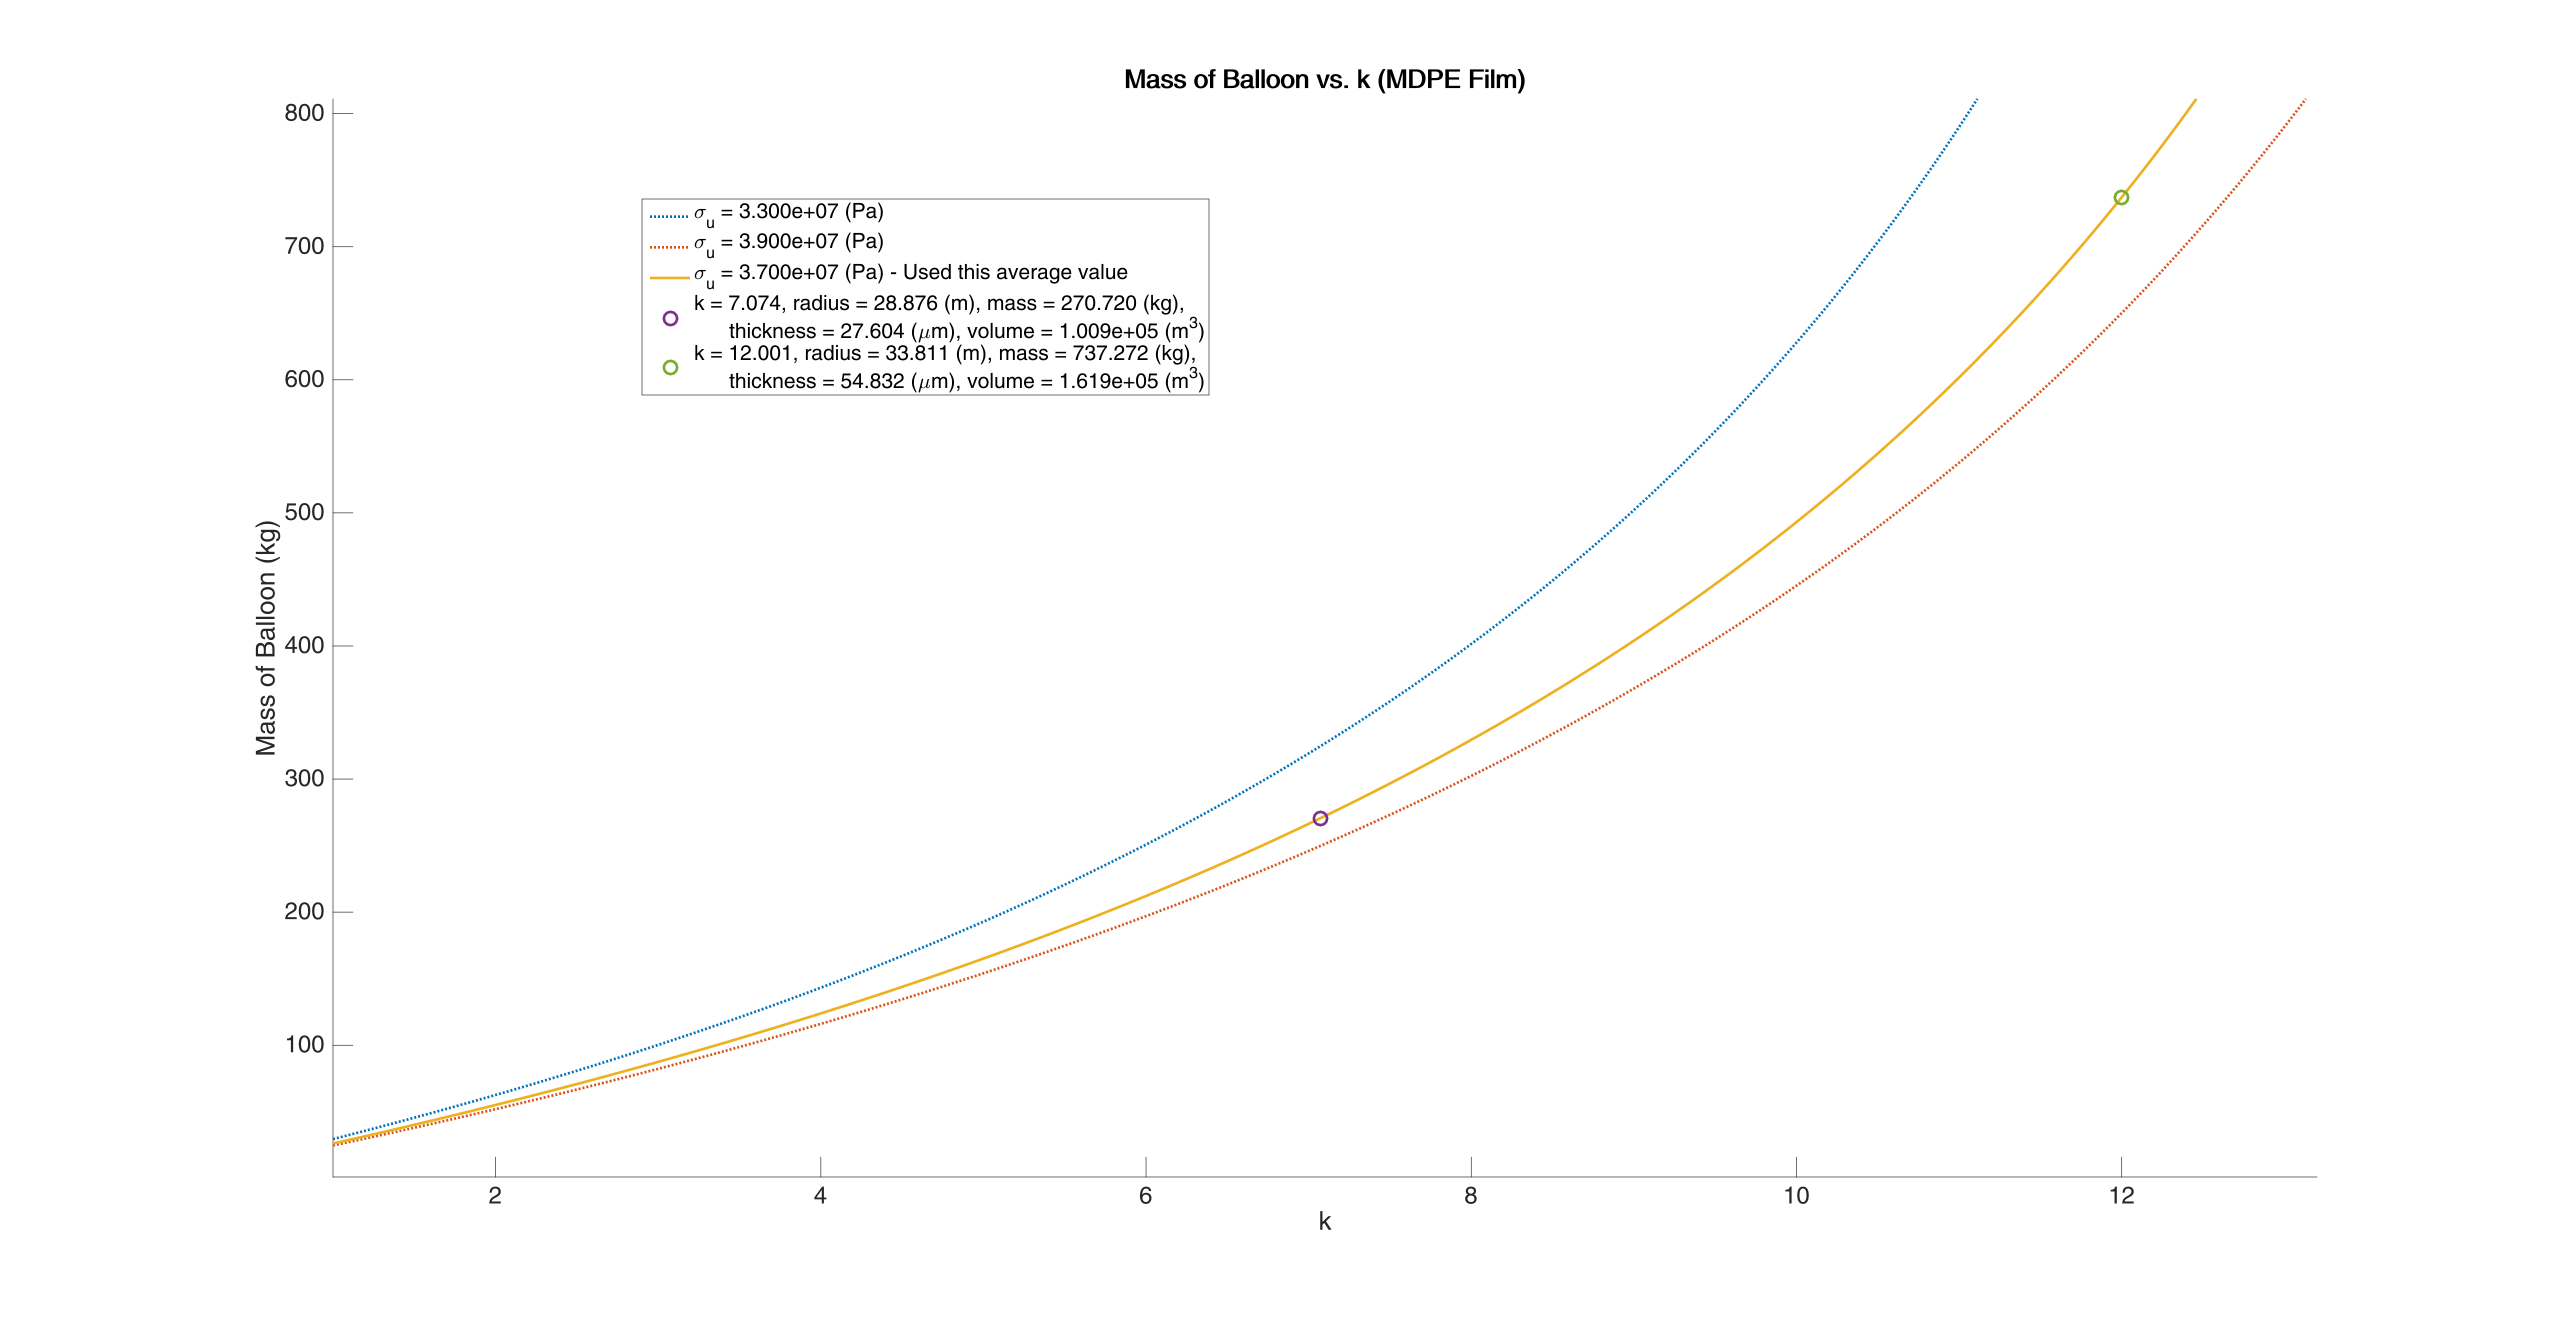 Mass of Balloon vs. k (MDPE Film)
800
700
600
500
400
300
200
100
Mass of Balloon (kg)
σu = 3.300e+07 (Pa)
σu = 3.900e+07 (Pa)
σu = 3.700e+07 (Pa) - Used this average value
k = 7.074, radius = 28.876 (m), mass = 270.720 (kg),
thickness = 27.604 (μm), volume = 1.009e+05 (m3)
k = 12.001, radius = 33.811 (m), mass = 737.272 (kg),
thickness = 54.832 (μm), volume = 1.619e+05 (m3)
2 4 6 8 10 12
k